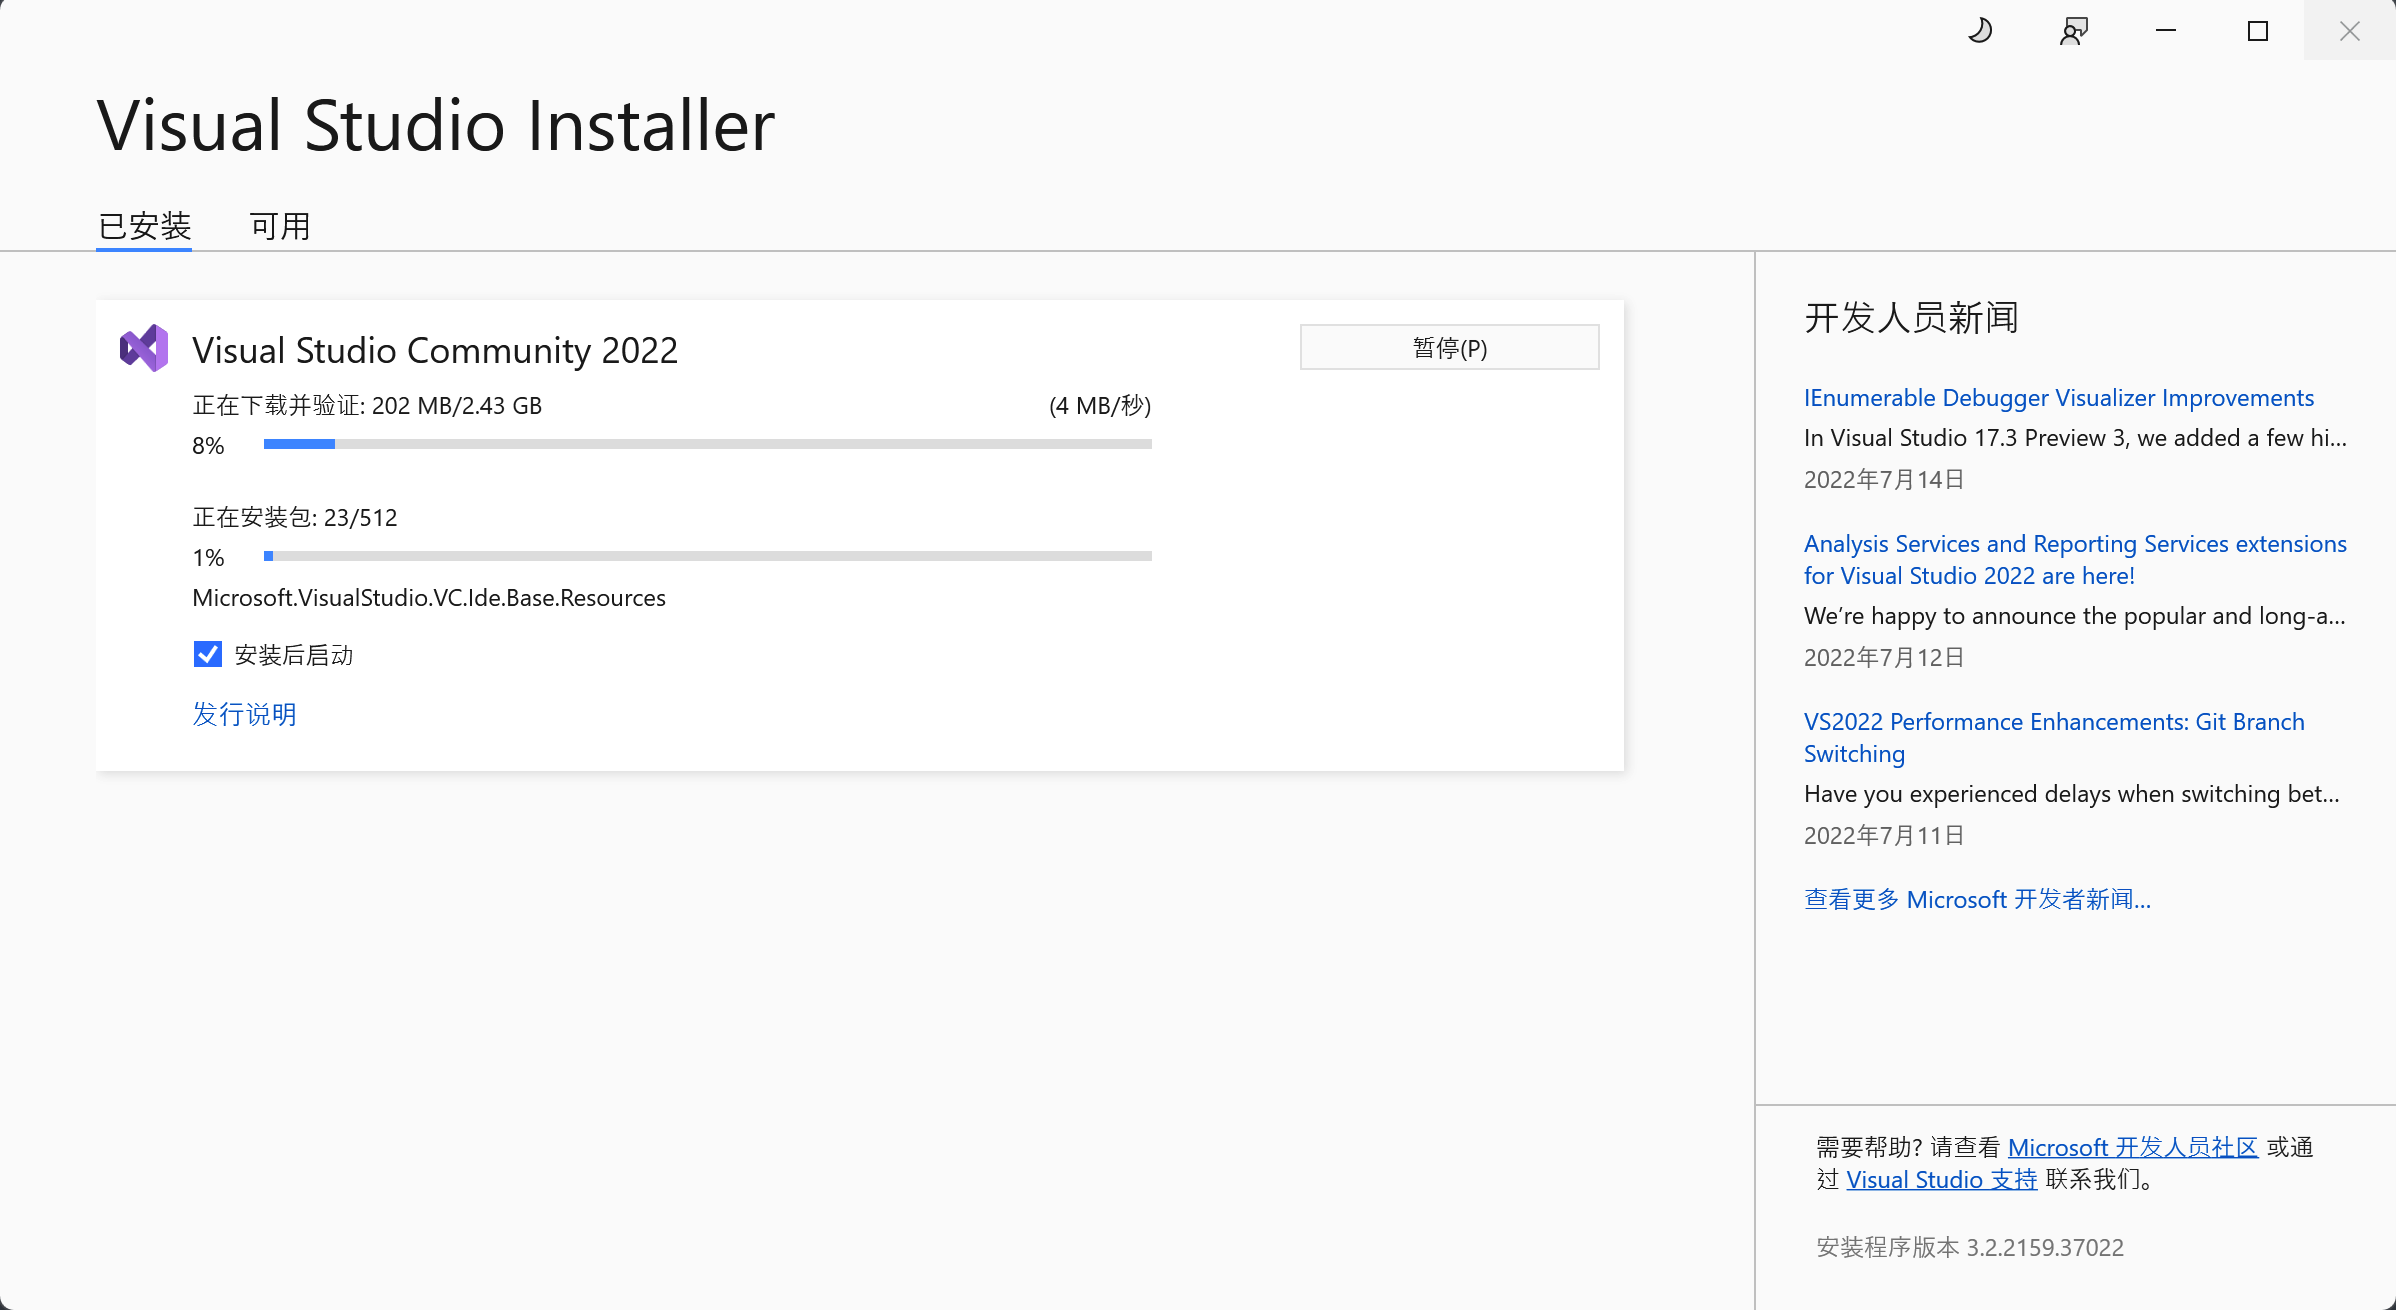 Visual Studio Installer
已安装
可用
Visual Studio Community 2022
暂停(P)
正在下载并验证: 202 MB/2.43 GB
(4 MB/秒)
8%
正在安装包: 23/512
1%
Microsoft.VisualStudio.VC.Ide.Base.Resources
安装后启动
发行说明
开发人员新闻
IEnumerable Debugger Visualizer Improvements
In Visual Studio 17.3 Preview 3, we added a few hi...
2022年7月14日
Analysis Services and Reporting Services extensions
for Visual Studio 2022 are here!
We’re happy to announce the popular and long-a...
2022年7月12日
VS2022 Performance Enhancements: Git Branch
Switching
Have you experienced delays when switching bet...
2022年7月11日
查看更多 Microsoft 开发者新闻...
需要帮助? 请查看 Microsoft 开发人员社区 或通
过 Visual Studio 支持 联系我们。
安装程序版本 3.2.2159.37022